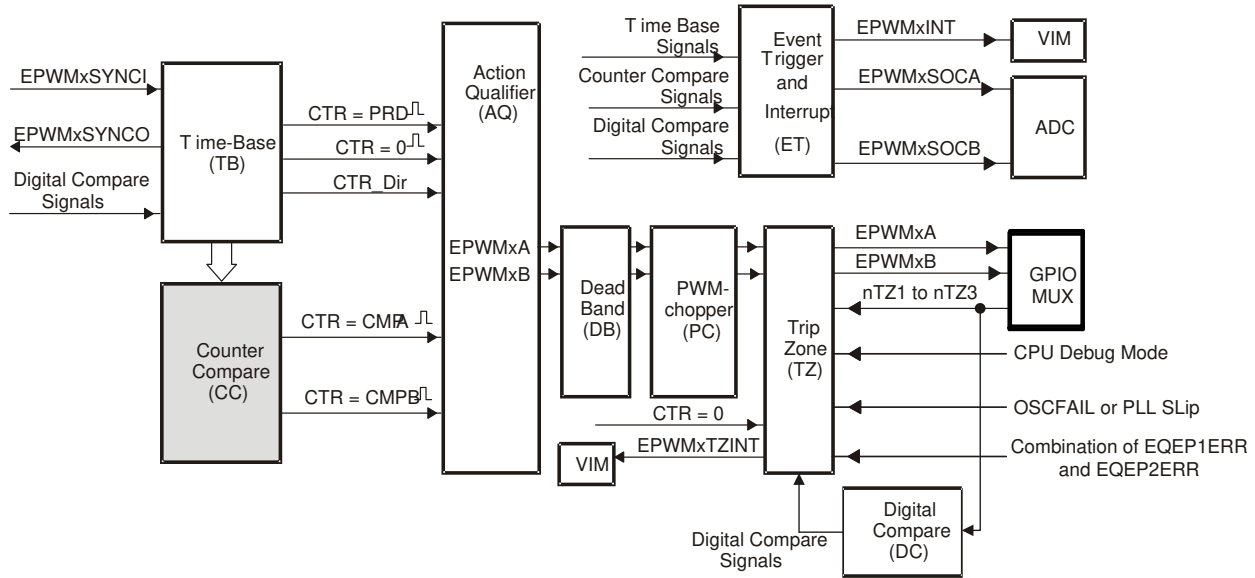 EPWMxSYNCI
EPWMxSYNCO
Digital Compare
Signals
Time-Base
(TB)
CTR = PRD
CTR = 0
CTR_Dir
Counter
Compare
(CC)
CTR = CMPA
CTR = CMPB
Action
Qualifier
(AQ)
EPWMxA
EPWMxB
Time Base
Signals
Counter Compare
Signals
Digital Compare
Signals
Event
Trigger
and
Interrupt
(ET)
EPWMxINT
EPWMxSOCA
EPWMxSOCB
VIM
ADC
Dead
Band
(DB)
PWM-
chopper
(PC)
Trip
Zone
(TZ)
EPWMxA
EPWMxB
nTZ1 to nTZ3
GPIO
MUX
CPU Debug Mode
OSCFAIL or PLL SLip
Combination of EQEP1ERR
and EQEP2ERR
CTR = 0
EPWMxTZINT
VIM
Digital Compare
Signals
Digital
Compare
(DC)